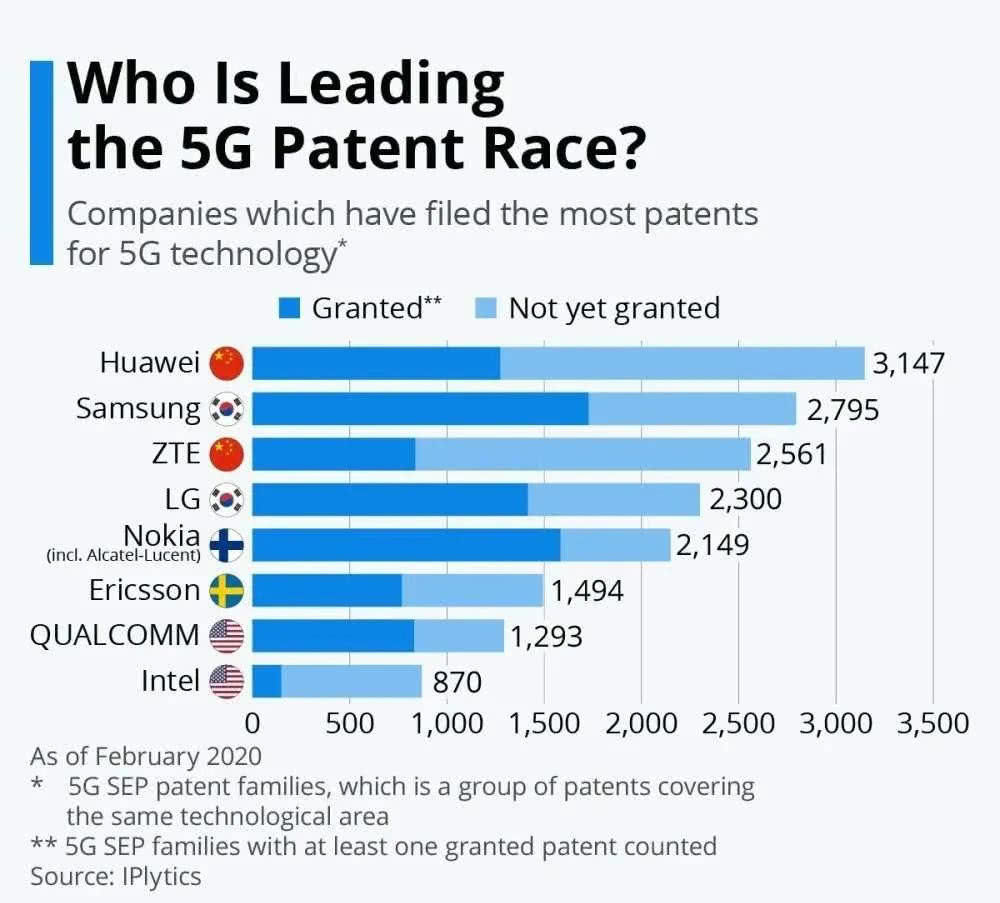 Who Is Leading
the 5G Patent Race?
Companies which have filed the most patents
for 5G technology*
Granted** Not yet granted
Huawei 3,147
Samsung 2,795
ZTE 2,561
LG 2,300
Nokia
(incl. Alcatel-Lucent) 2,149
Ericsson 1,494
QUALCOMM 1,293
Intel 870
0 500 1,000 1,500 2,000 2,500 3,000 3,500
As of February 2020
* 5G SEP patent families, which is a group of patents covering
the same technological area
** 5G SEP families with at least one granted patent counted
Source: IPlytics